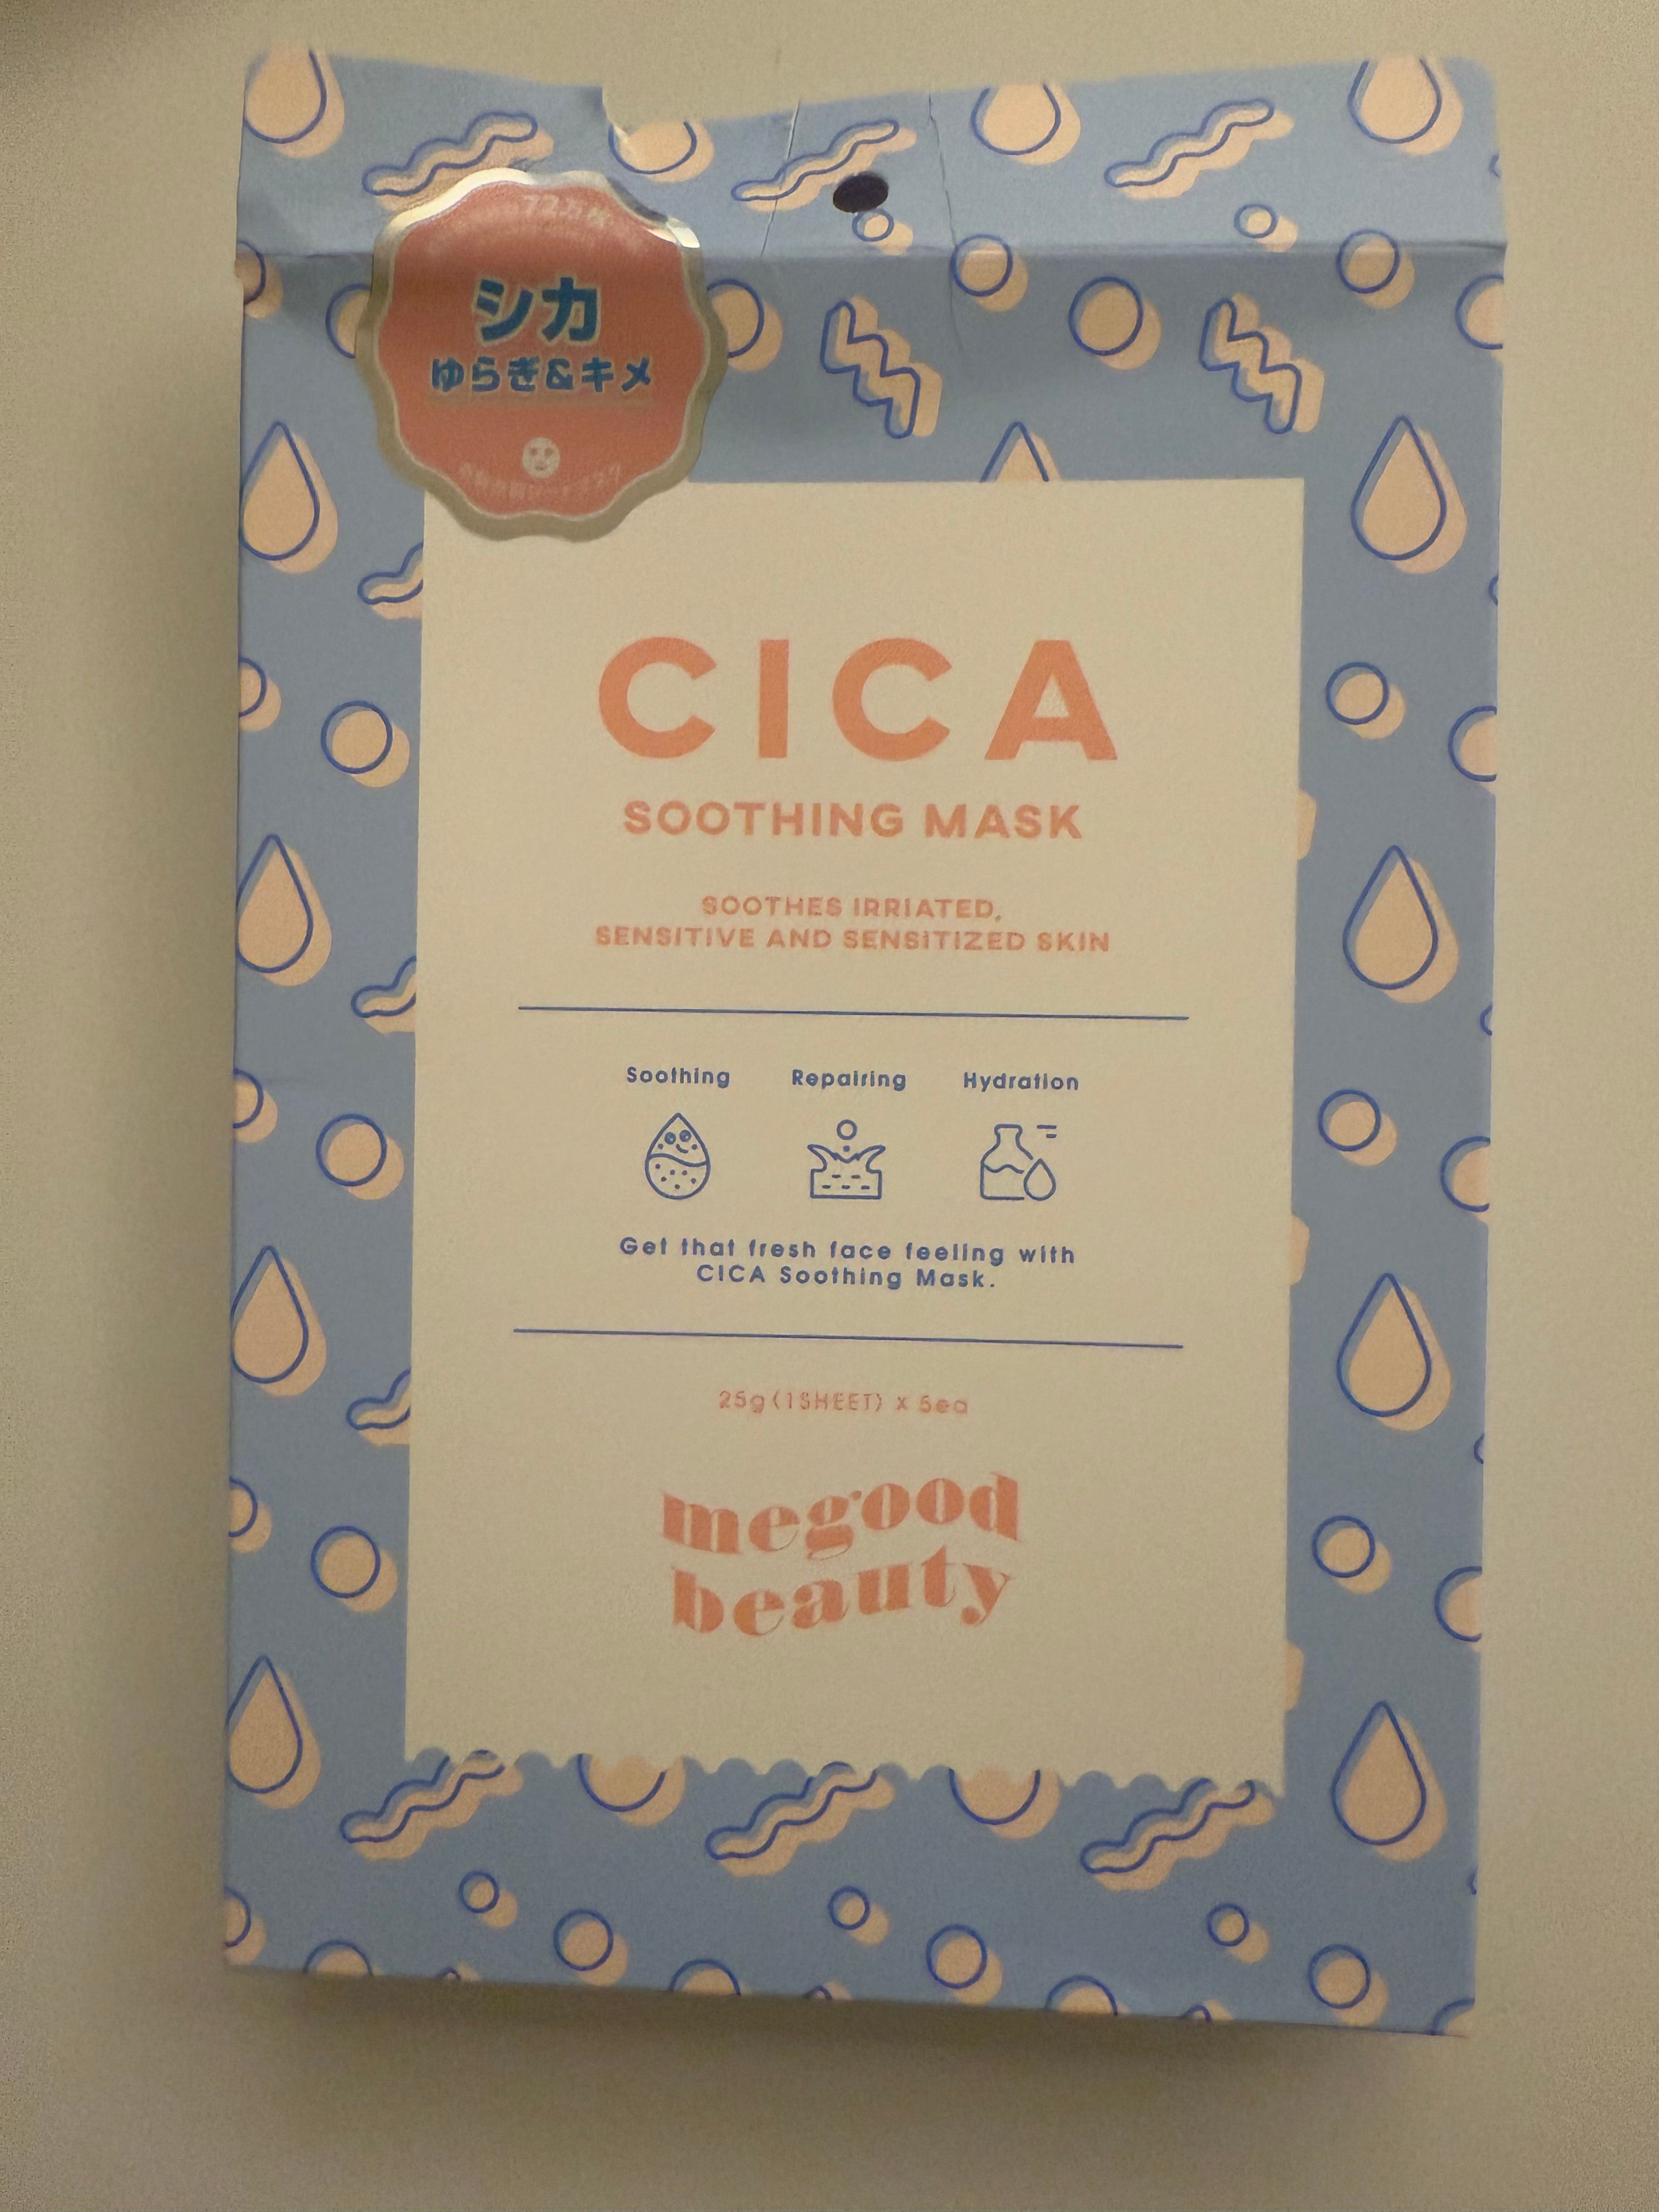 シカ
ゆらぎ&キメ
CICA
SOOTHING MASK
SOOTHES IRRIATED,
SENSITIVE AND SENSITIZED SKIN
Soothing Repairing Hydration
Get that fresh face feeling with
CICA Soothing Mask.
25g(1SHEET) x 5ea
megood
beauty